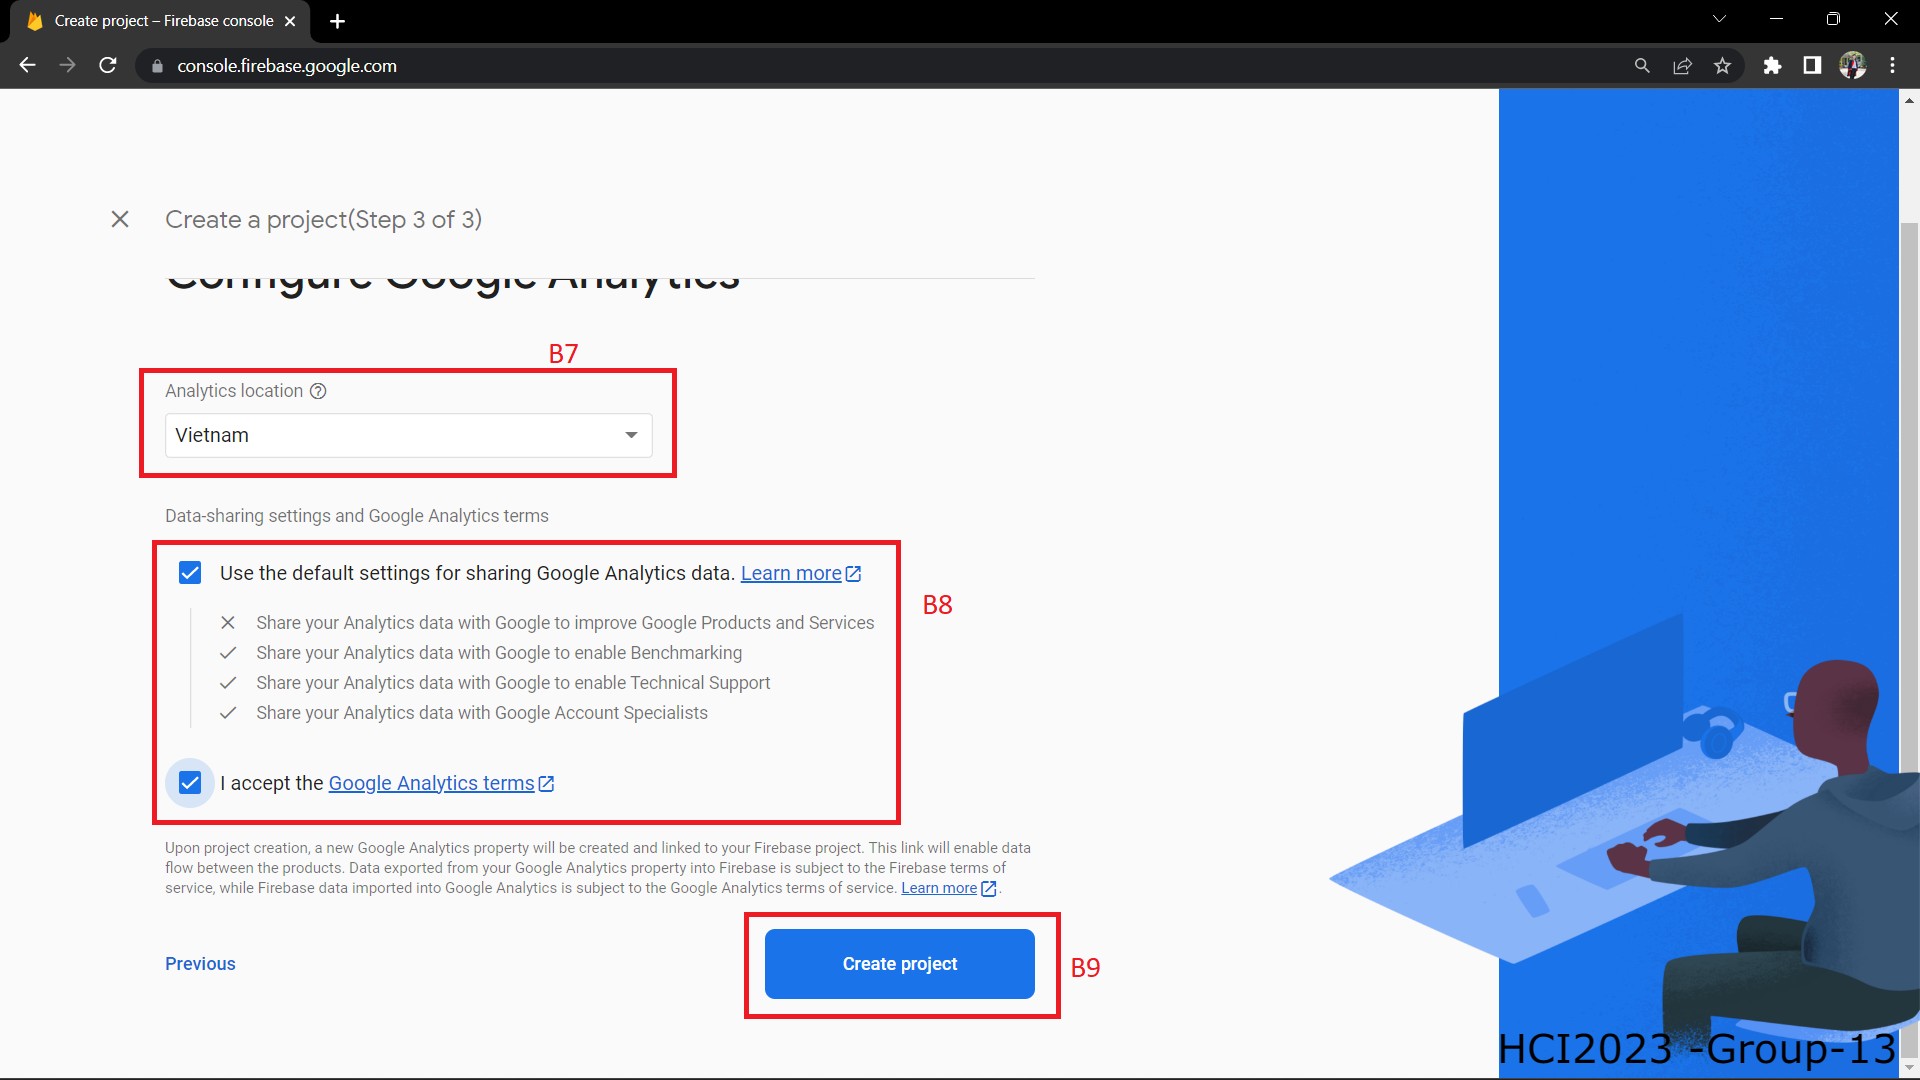 Create project – Firebase console
console.firebase.google.com
Create a project(Step 3 of 3)
Configure Google Analytics
B7
Analytics location
Vietnam
Data-sharing settings and Google Analytics terms
Use the default settings for sharing Google Analytics data. Learn more
B8
Share your Analytics data with Google to improve Google Products and Services
Share your Analytics data with Google to enable Benchmarking
Share your Analytics data with Google to enable Technical Support
Share your Analytics data with Google Account Specialists
I accept the Google Analytics terms
Upon project creation, a new Google Analytics property will be created and linked to your Firebase project. This link will enable data
flow between the products. Data exported from your Google Analytics property into Firebase is subject to the Firebase terms of
service, while Firebase data imported into Google Analytics is subject to the Google Analytics terms of service. Learn more.
Previous
Create project
B9
HCI2023 -Group-13